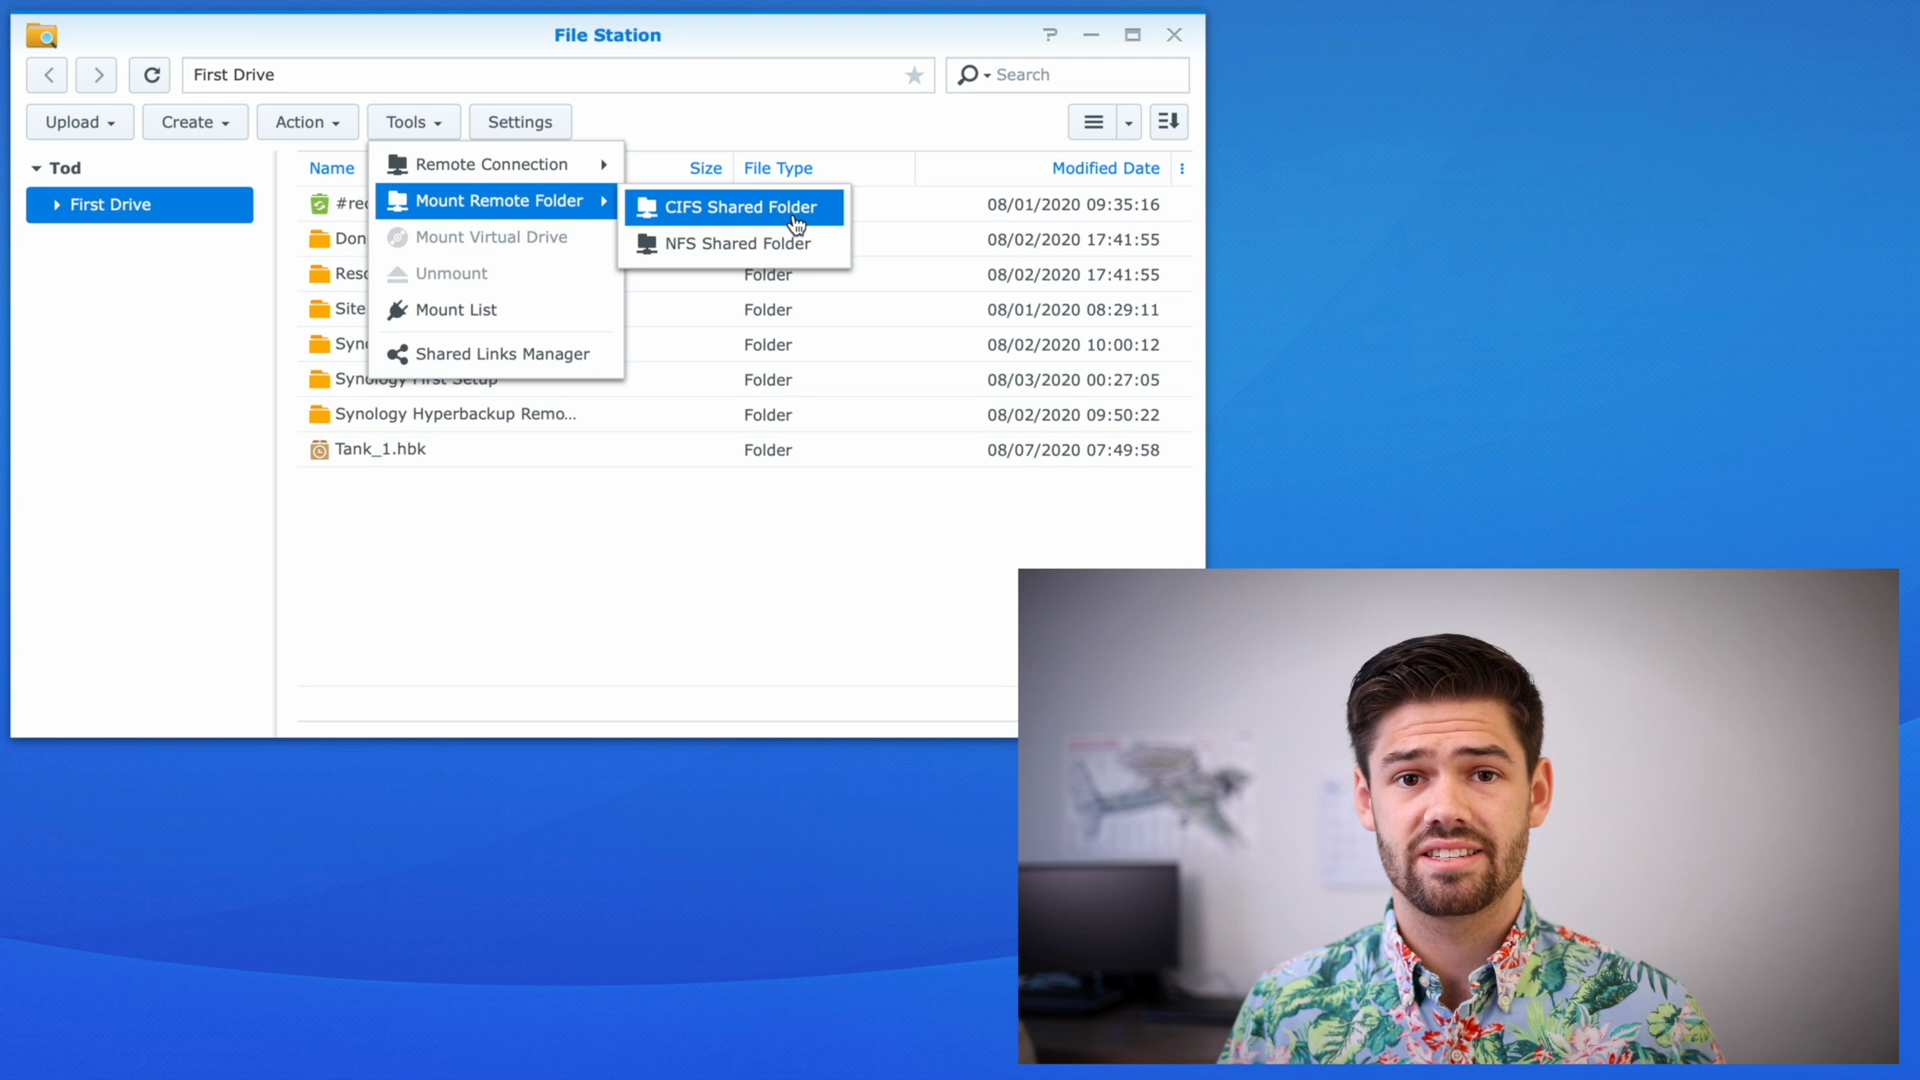 File Station
First Drive
Search
Upload
Create
Action
Tools
Settings
Tod
First Drive
Name
Size
File Type
Modified Date
Remote Connection
Mount Remote Folder
Mount Virtual Drive
Unmount
Mount List
Shared Links Manager
CIFS Shared Folder
NFS Shared Folder
08/01/2020 09:35:16
08/02/2020 17:41:55
Folder
08/02/2020 17:41:55
Site
Folder
08/01/2020 08:29:11
Folder
08/02/2020 10:00:12
Synology First Setup
Folder
08/03/2020 00:27:05
Synology Hyperbackup Remo...
Folder
08/02/2020 09:50:22
Tank_1.hbk
Folder
08/07/2020 07:49:58